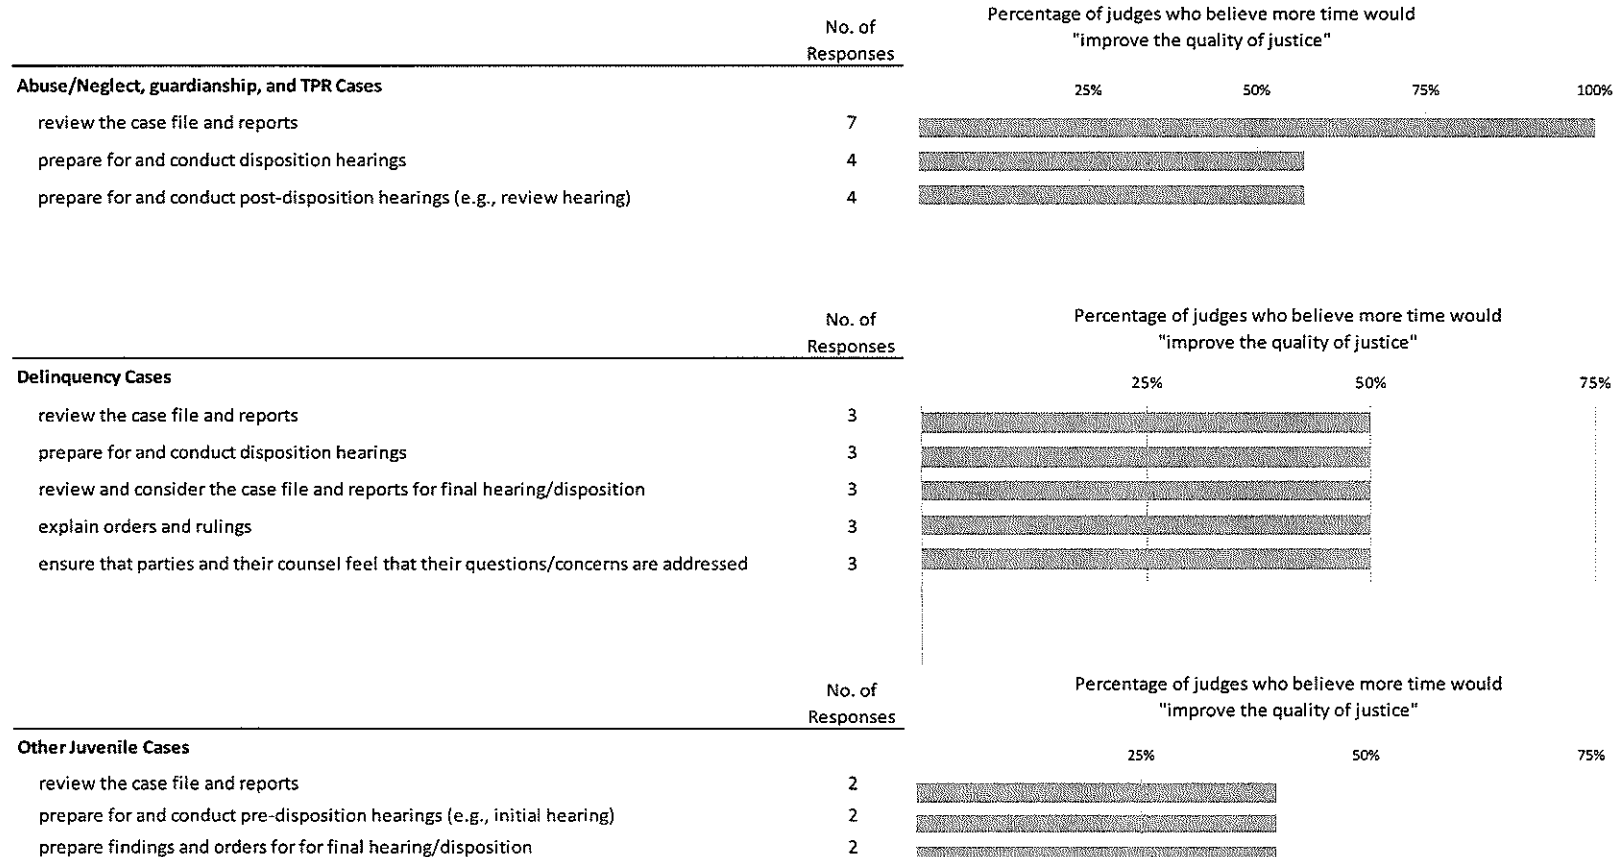 No. of
Responses
Percentage of judges who believe more time would
"improve the quality of justice"
Abuse/Neglect, guardianship, and TPR Cases
25% 50% 75% 100%
review the case file and reports 7
prepare for and conduct disposition hearings 4
prepare for and conduct post-disposition hearings (e.g., review hearing) 4
No. of
Responses
Percentage of judges who believe more time would
"improve the quality of justice"
Delinquency Cases
25% 50% 75%
review the case file and reports 3
prepare for and conduct disposition hearings 3
review and consider the case file and reports for final hearing/disposition 3
explain orders and rulings 3
ensure that parties and their counsel feel that their questions/concerns are addressed 3
No. of
Responses
Percentage of judges who believe more time would
"improve the quality of justice"
Other Juvenile Cases
25% 50% 75%
review the case file and reports 2
prepare for and conduct pre-disposition hearings (e.g., initial hearing) 2
prepare findings and orders for for final hearing/disposition 2